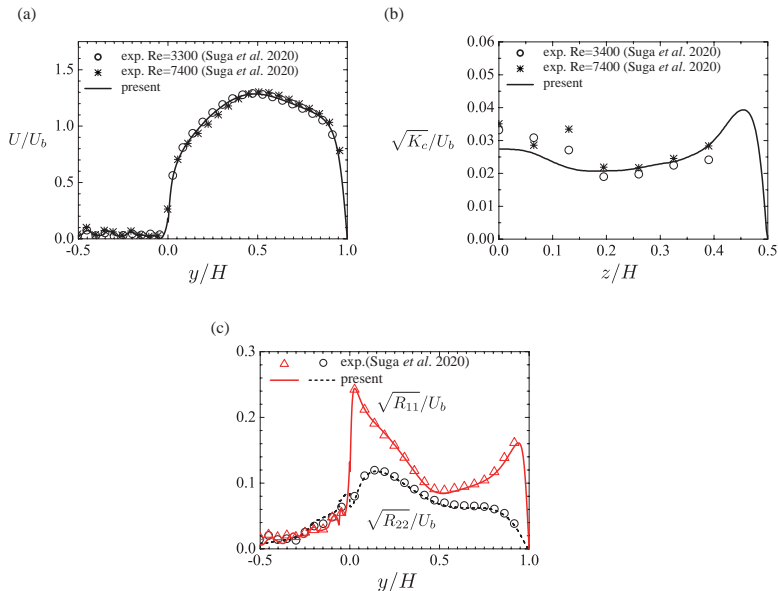 (a)
exp. Re=3300 (Suga et al. 2020)
exp. Re=7400 (Suga et al. 2020)
present
U/U_b
1.5
1.2
0.9
0.6
0.3
0.0
-0.5
0.0
0.5
1.0
y/H
(b)
exp. Re=3400 (Suga et al. 2020)
exp. Re=7400 (Suga et al. 2020)
present
√K_c/U_b
0.06
0.05
0.04
0.03
0.02
0.01
0.00
0.0
0.1
0.2
0.3
0.4
0.5
z/H
(c)
exp.(Suga et al. 2020)
present
√R_11/U_b
√R_22/U_b
0.3
0.2
0.1
0.0
-0.5
0.0
0.5
1.0
y/H